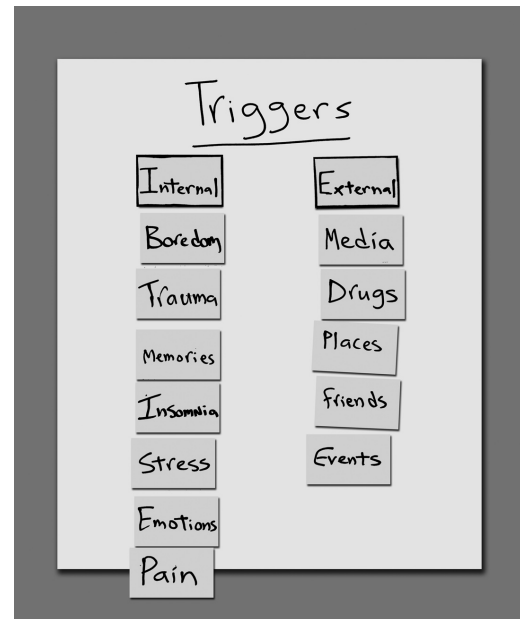 Triggers
Internal
Boredom
Trauma
Memories
Insomnia
Stress
Emotions
Pain
External
Media
Drugs
Places
friends
Events